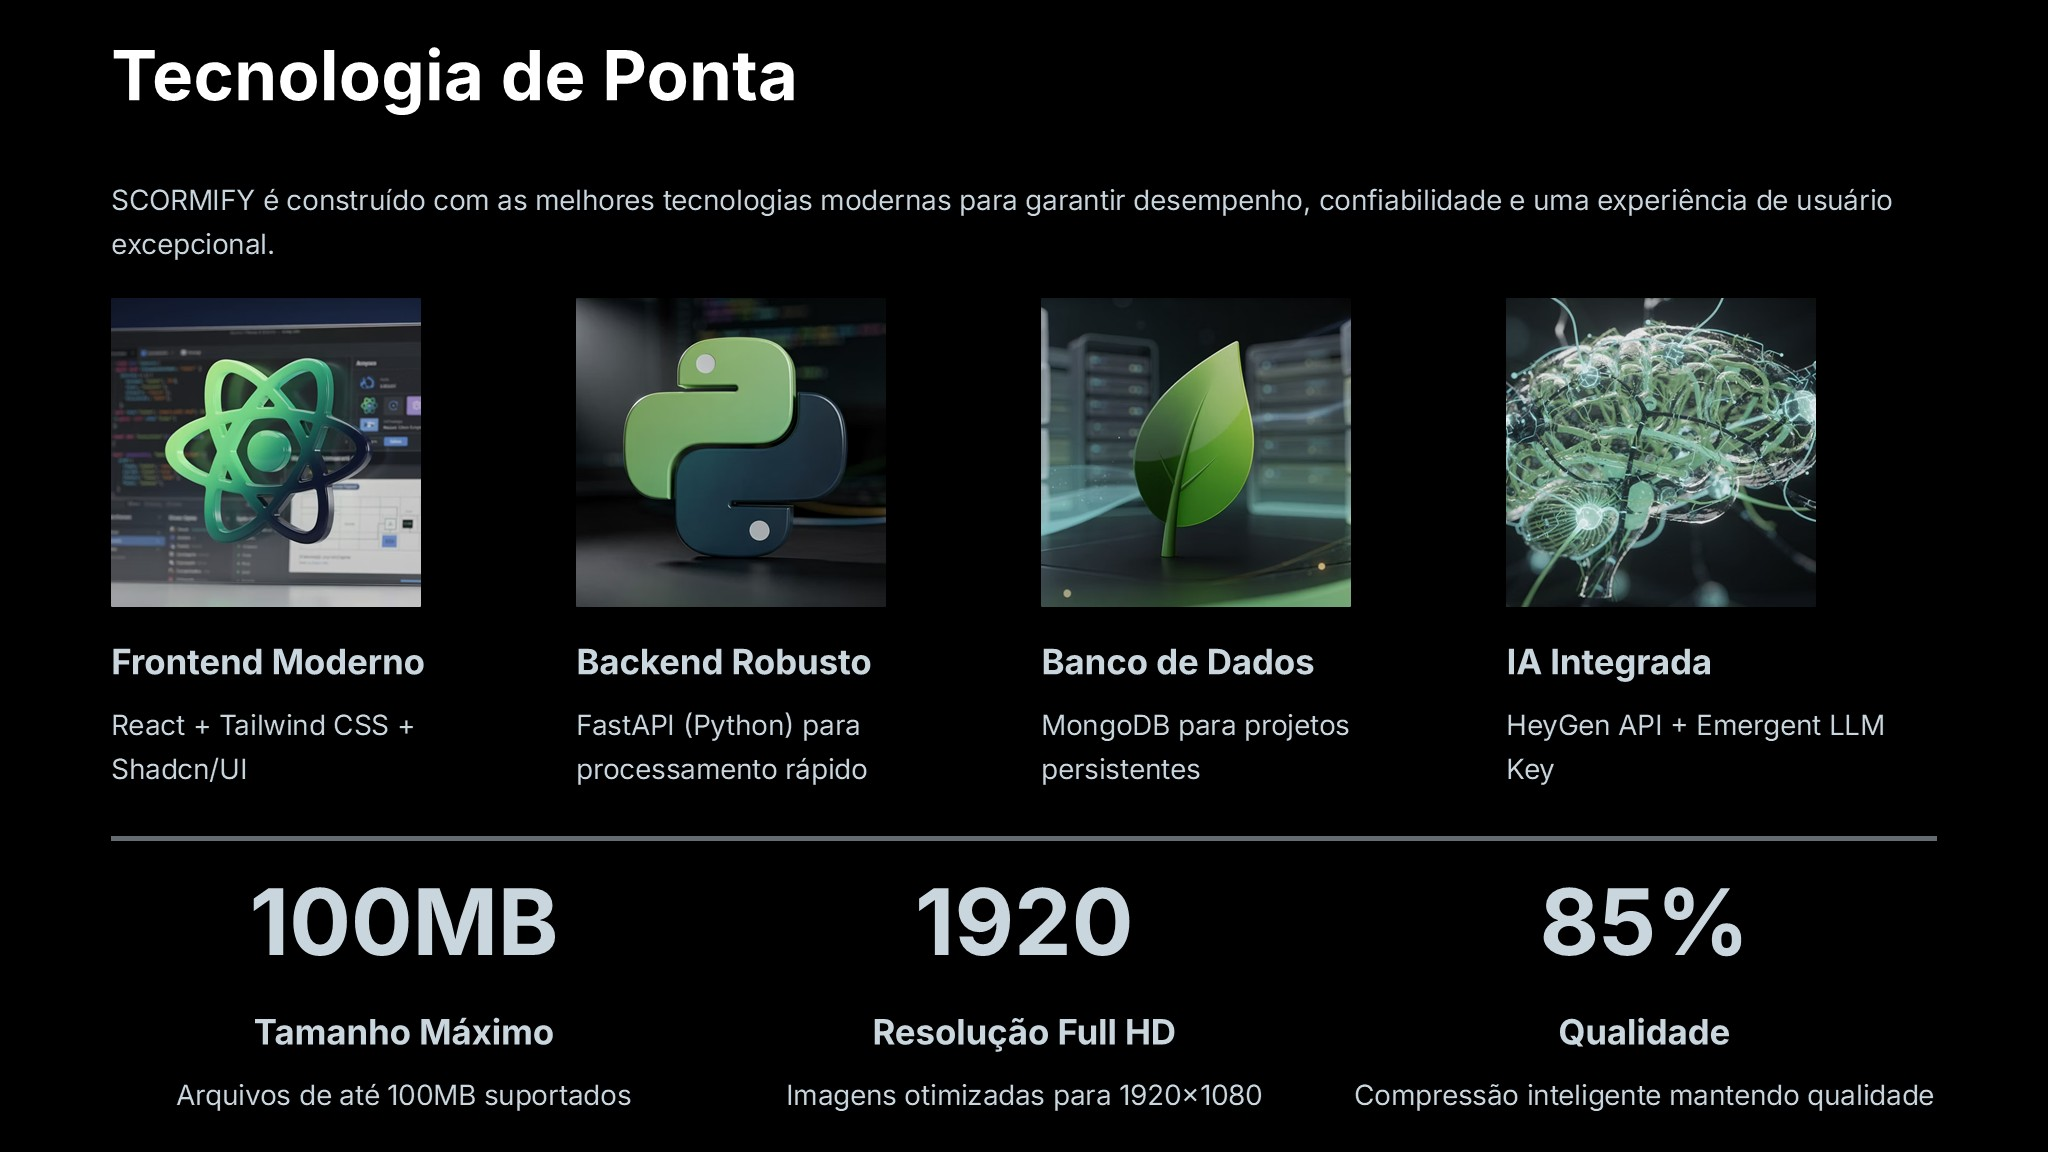 Tecnologia de Ponta
SCORMIFY é construído com as melhores tecnologias modernas para garantir desempenho, confiabilidade e uma experiência de usuário
excepcional.
Frontend Moderno
React + Tailwind CSS +
Shadcn/UI
Backend Robusto
FastAPI (Python) para
processamento rápido
Banco de Dados
MongoDB para projetos
persistentes
IA Integrada
HeyGen API + Emergent LLM
Key
100MB
Tamanho Máximo
Arquivos de até 100MB suportados
1920
Resolução Full HD
Imagens otimizadas para 1920×1080
85%
Qualidade
Compressão inteligente mantendo qualidade